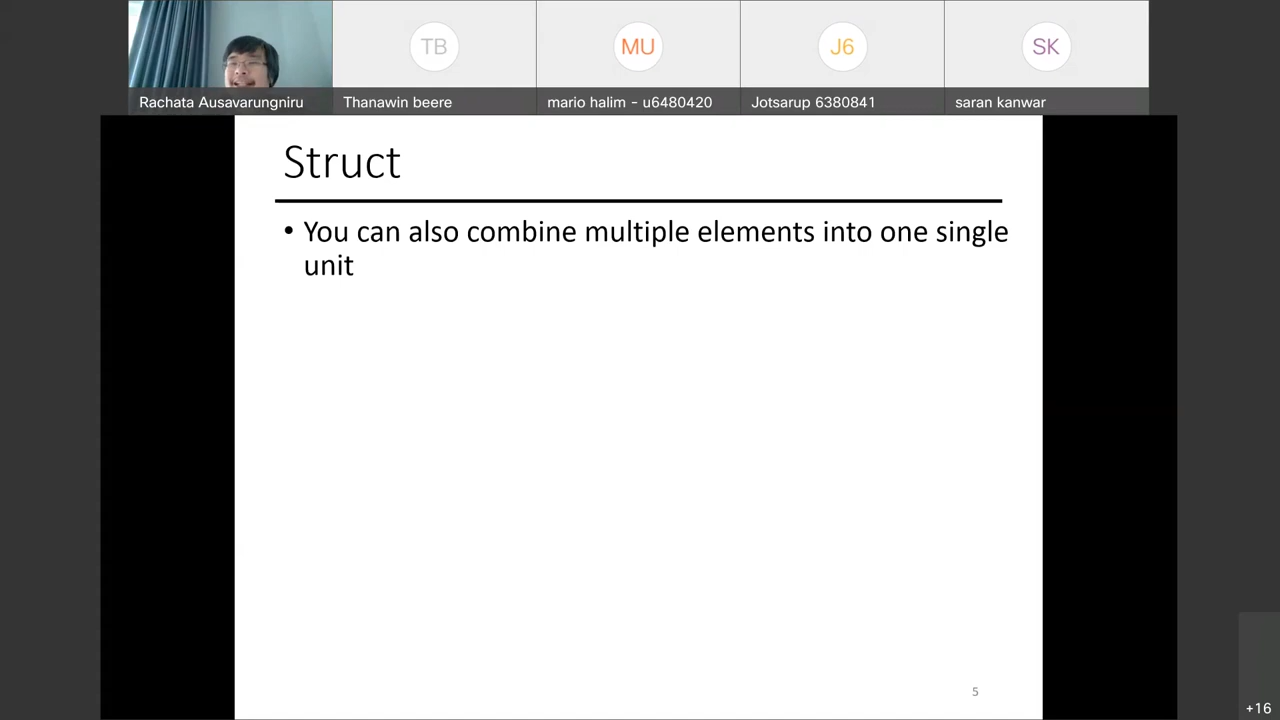 TB
MU
J6
SK
Rachata Ausavarungniru
Thanawin beere
mario halim - u6480420
Jotsarup 6380841
saran kanwar
Struct
• You can also combine multiple elements into one single
unit
5
+16